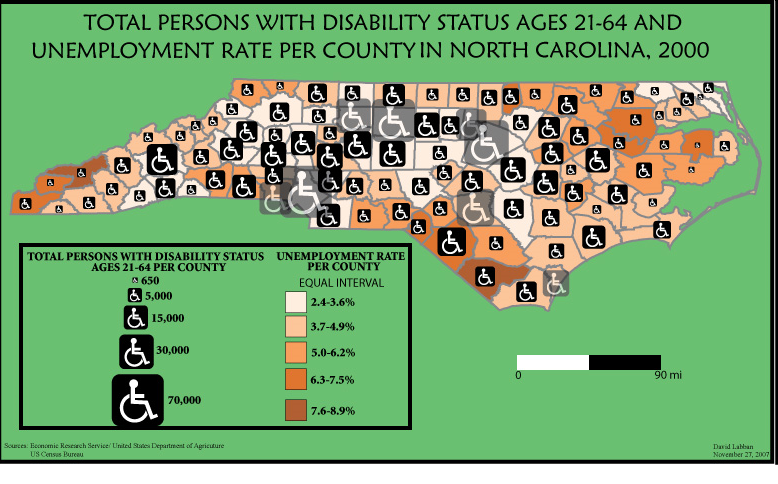 TOTAL PERSONS WITH DISABILITY STATUS AGES 21-64 AND
UNEMPLOYMENT RATE PER COUNTY IN NORTH CAROLINA, 2000
TOTAL PERSONS WITH DISABILITY STATUS
AGES 21-64 PER COUNTY
650
5,000
15,000
30,000
70,000
UNEMPLOYMENT RATE
PER COUNTY
EQUAL INTERVAL
2.4-3.6%
3.7-4.9%
5.0-6.2%
6.3-7.5%
7.6-8.9%
0 90 mi
Sources: Economic Research Service/ United States Department of Agricuture
US Census Bureau
David Labban
November 27, 2007